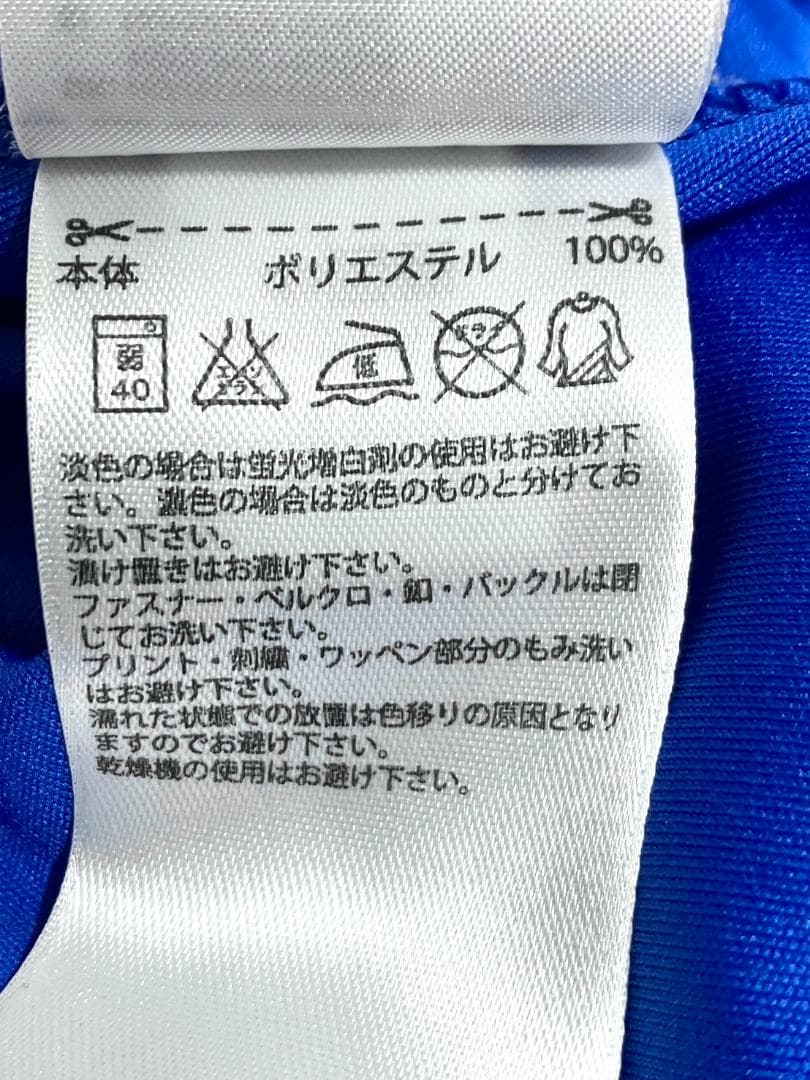 本体 ポリエステル 100%
弱
40
エンソ
サラシ
低
ドライ
淡色の場合は蛍光増白剤の使用はお避け下
さい。濃色の場合は淡色のものと分けてお
洗い下さい。
漬け置きはお避け下さい。
ファスナー・ベルクロ・釦・バックルは閉
じてお洗い下さい。
プリント・刺繍・ワッペン部分のもみ洗い
はお避け下さい。
濡れた状態での放置は色移りの原因となり
ますのでお避け下さい。
乾燥機の使用はお避け下さい。